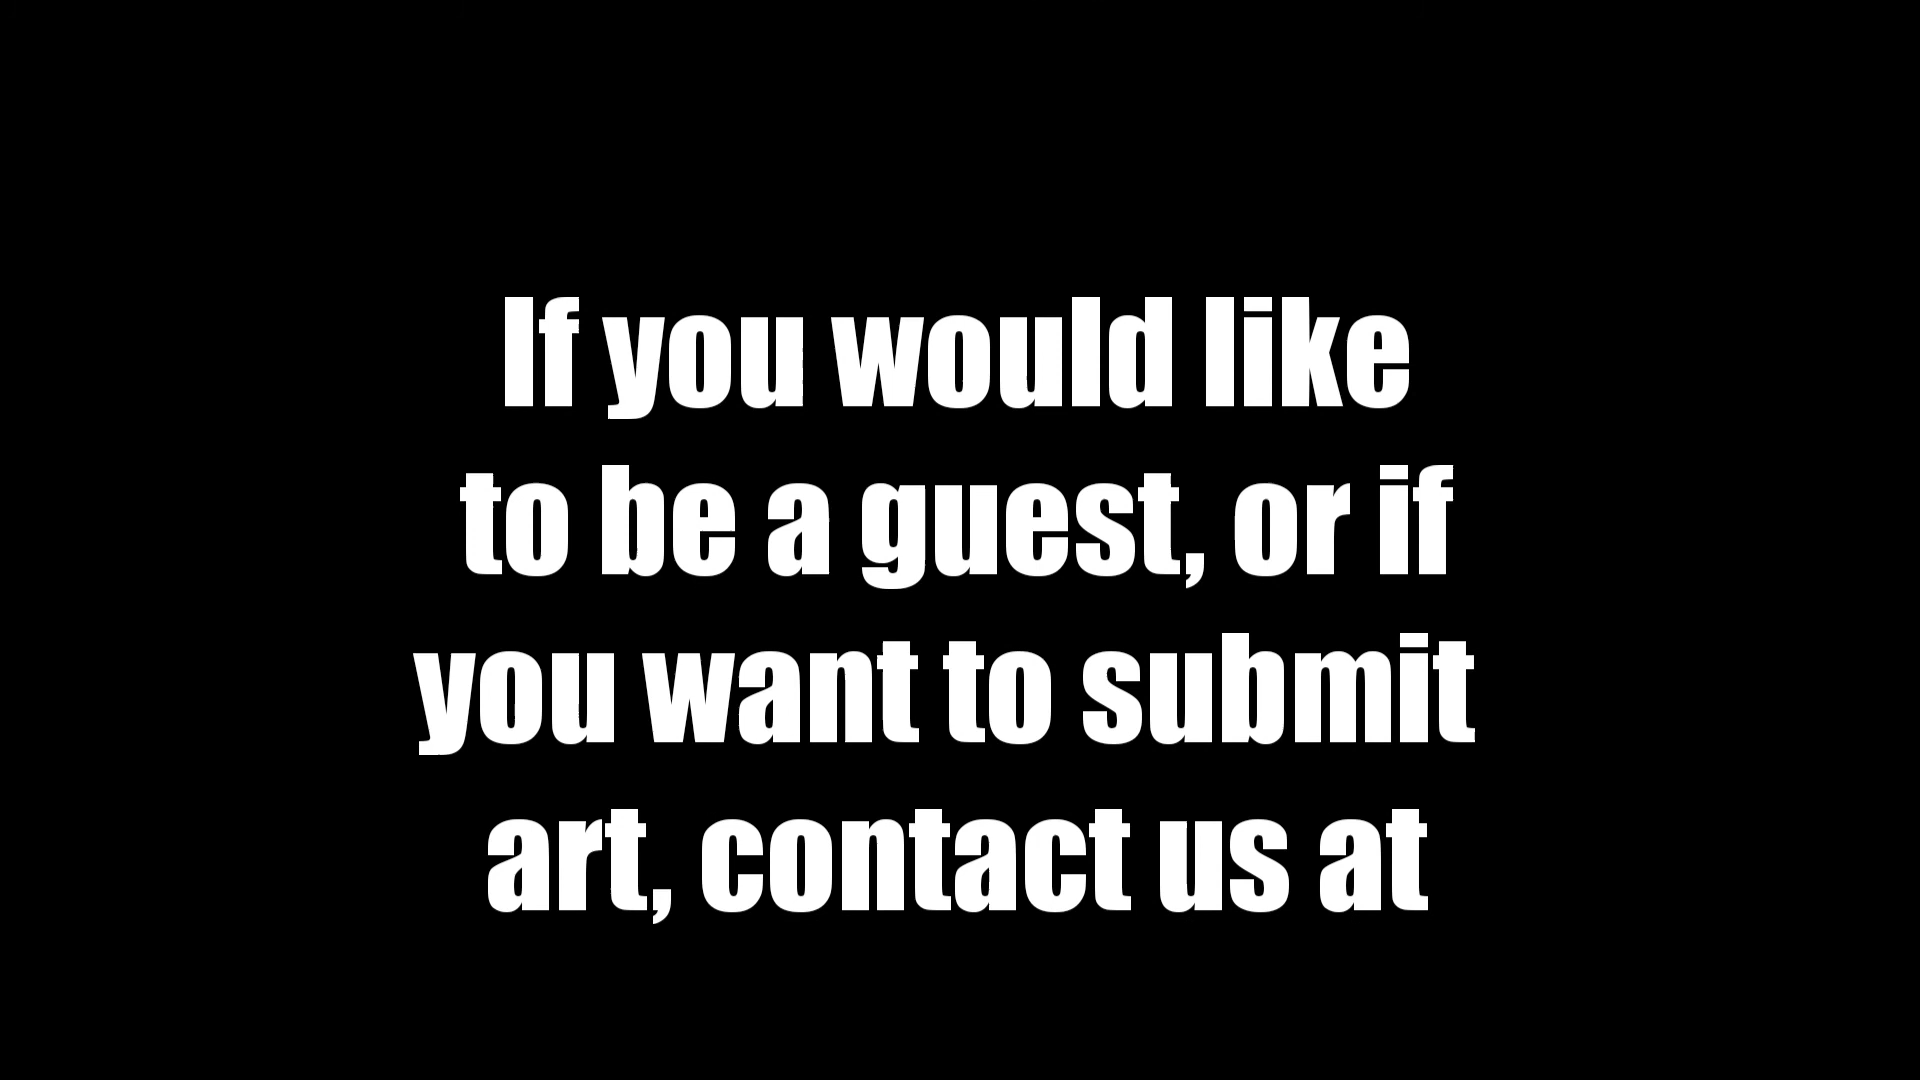 If you would like
to be a guest, or if
you want to submit
art, contact us at